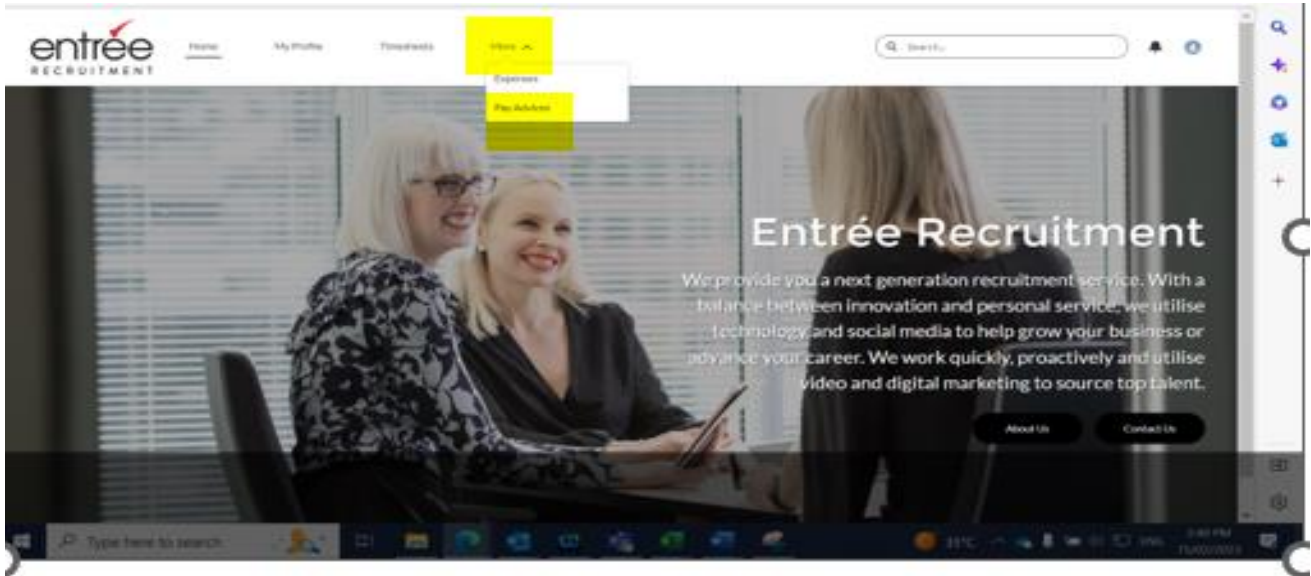 entrée
RECRUITMENT
Home My Profile Timesheets More
Search...
Expenses
Pay Advices
Entrée Recruitment
We provide you a next generation recruitment service. With a
balance between innovation and personal service, we utilise
technology and social media to help grow your business or
advance your career. We work quickly, proactively and utilise
video and digital marketing to source top talent.
About Us Contact Us
Type here to search
ENG